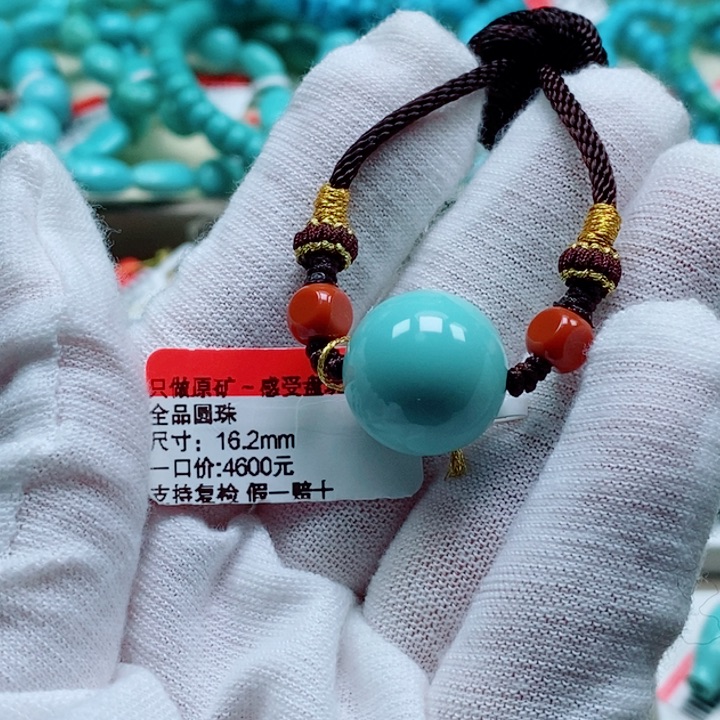 只做原矿~感受盘
全品圆珠
尺寸：16.2mm
一口价:4600元
支持复检 假一赔十